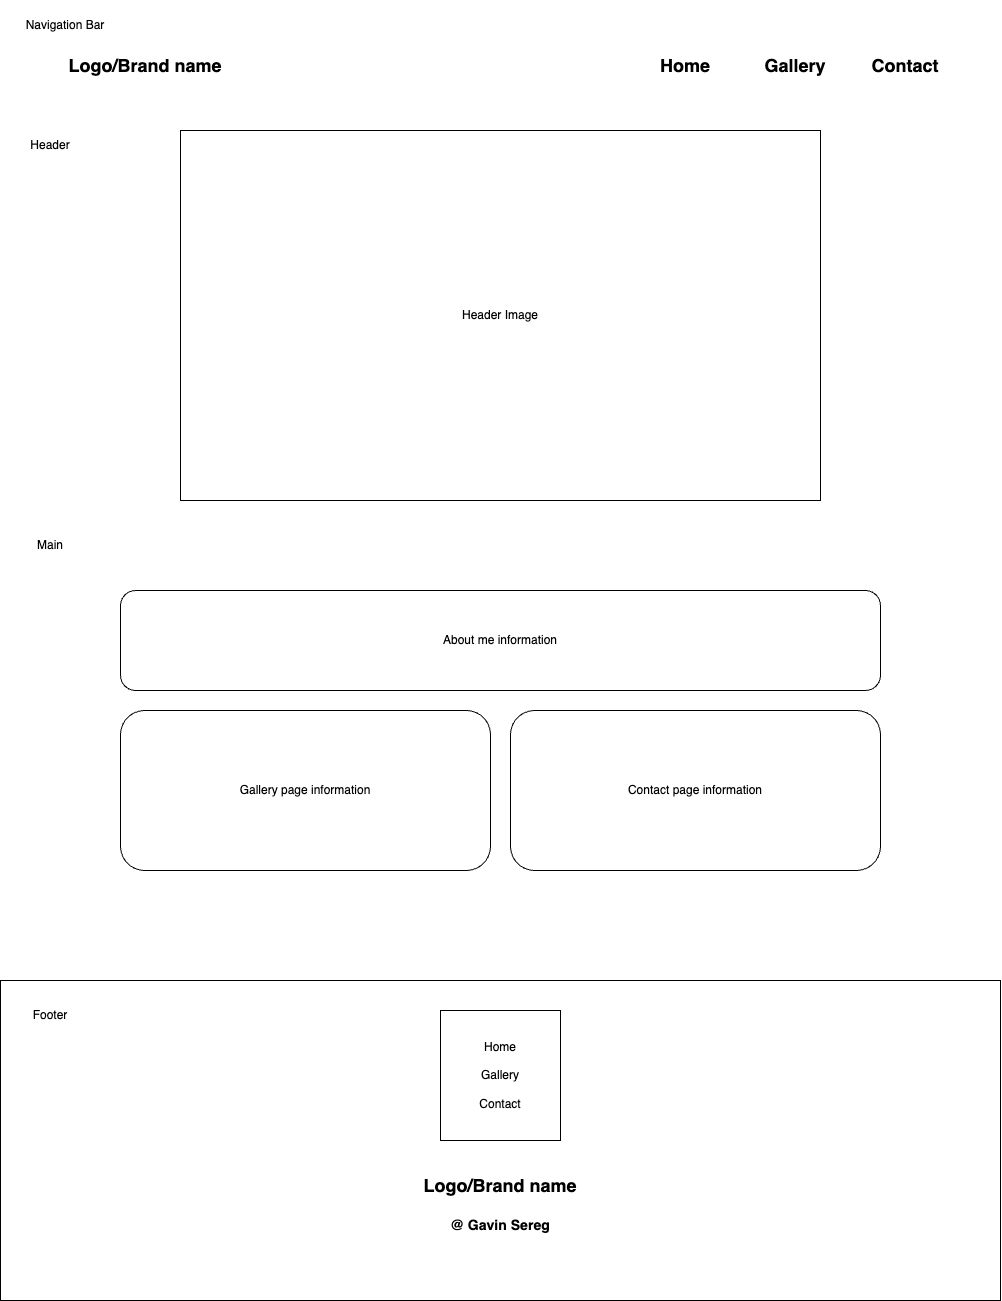 Navigation Bar
Logo/Brand name
Home
Gallery
Contact
Header
Header Image
Main
About me information
Gallery page information
Contact page information
Footer
Home
Gallery
Contact
Logo/Brand name
@ Gavin Sereg